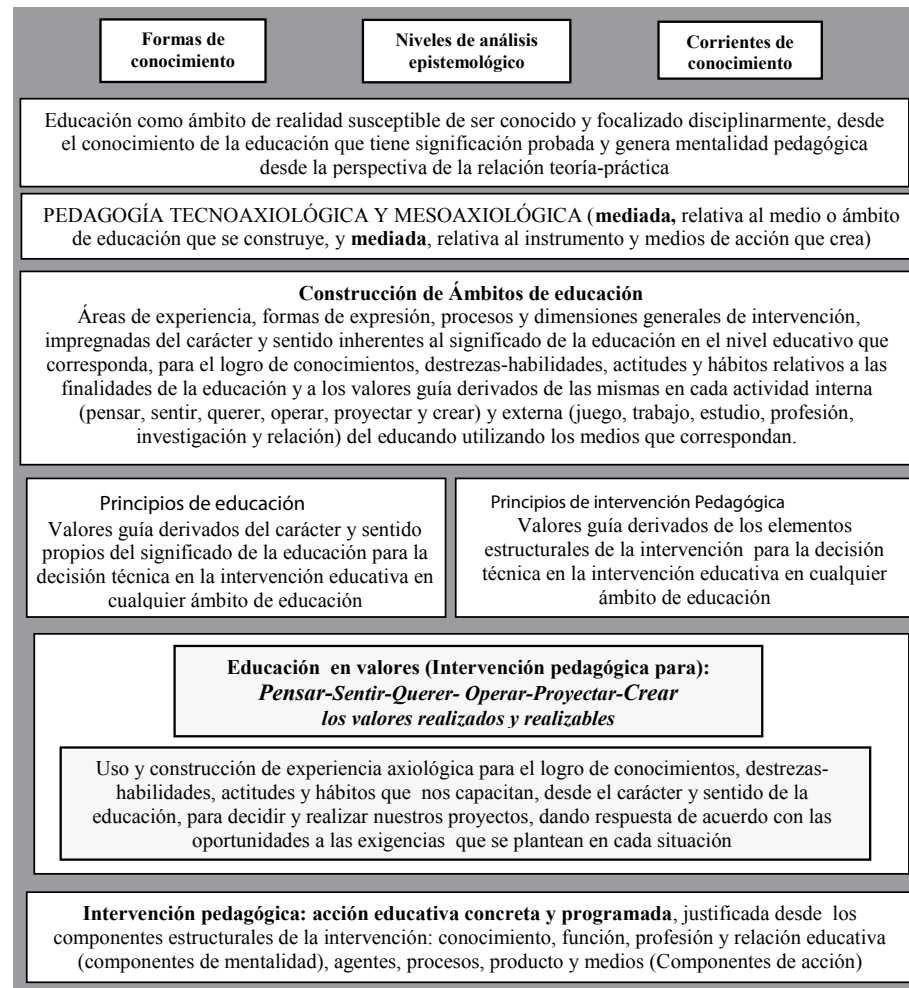 Formas de
conocimiento
Niveles de análisis
epistemológico
Corrientes de
conocimiento
Educación como ámbito de realidad susceptible de ser conocido y focalizado disciplinarmente, desde
el conocimiento de la educación que tiene significación probada y genera mentalidad pedagógica
desde la perspectiva de la relación teoría-práctica
PEDAGOGÍA TECNOAXIOLÓGICA Y MESOAXIOLÓGICA (mediada, relativa al medio o ámbito
de educación que se construye, y mediada, relativa al instrumento y medios de acción que crea)
Construcción de Ámbitos de educación
Áreas de experiencia, formas de expresión, procesos y dimensiones generales de intervención,
impregnadas del carácter y sentido inherentes al significado de la educación en el nivel educativo que
corresponda, para el logro de conocimientos, destrezas-habilidades, actitudes y hábitos relativos a las
finalidades de la educación y a los valores guía derivados de las mismas en cada actividad interna
(pensar, sentir, querer, operar, proyectar y crear) y externa (juego, trabajo, estudio, profesión,
investigación y relación) del educando utilizando los medios que correspondan.
Principios de educación
Valores guía derivados del carácter y sentido
propios del significado de la educación para la
decisión técnica en la intervención educativa en
cualquier ámbito de educación
Principios de intervención Pedagógica
Valores guía derivados de los elementos
estructurales de la intervención para la decisión
técnica en la intervención educativa en cualquier
ámbito de educación
Educación en valores (Intervención pedagógica para):
Pensar-Sentir-Querer- Operar-Proyectar-Crear
los valores realizados y realizables
Uso y construcción de experiencia axiológica para el logro de conocimientos, destrezas-
habilidades, actitudes y hábitos que nos capacitan, desde el carácter y sentido de la
educación, para decidir y realizar nuestros proyectos, dando respuesta de acuerdo con las
oportunidades a las exigencias que se plantean en cada situación
Intervención pedagógica: acción educativa concreta y programada, justificada desde los
componentes estructurales de la intervención: conocimiento, función, profesión y relación educativa
(componentes de mentalidad), agentes, procesos, producto y medios (Componentes de acción)